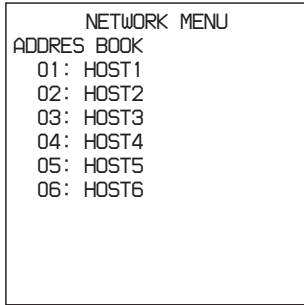 NETWORK MENU
ADDRES BOOK
01: HOST1
02: HOST2
03: HOST3
04: HOST4
05: HOST5
06: HOST6